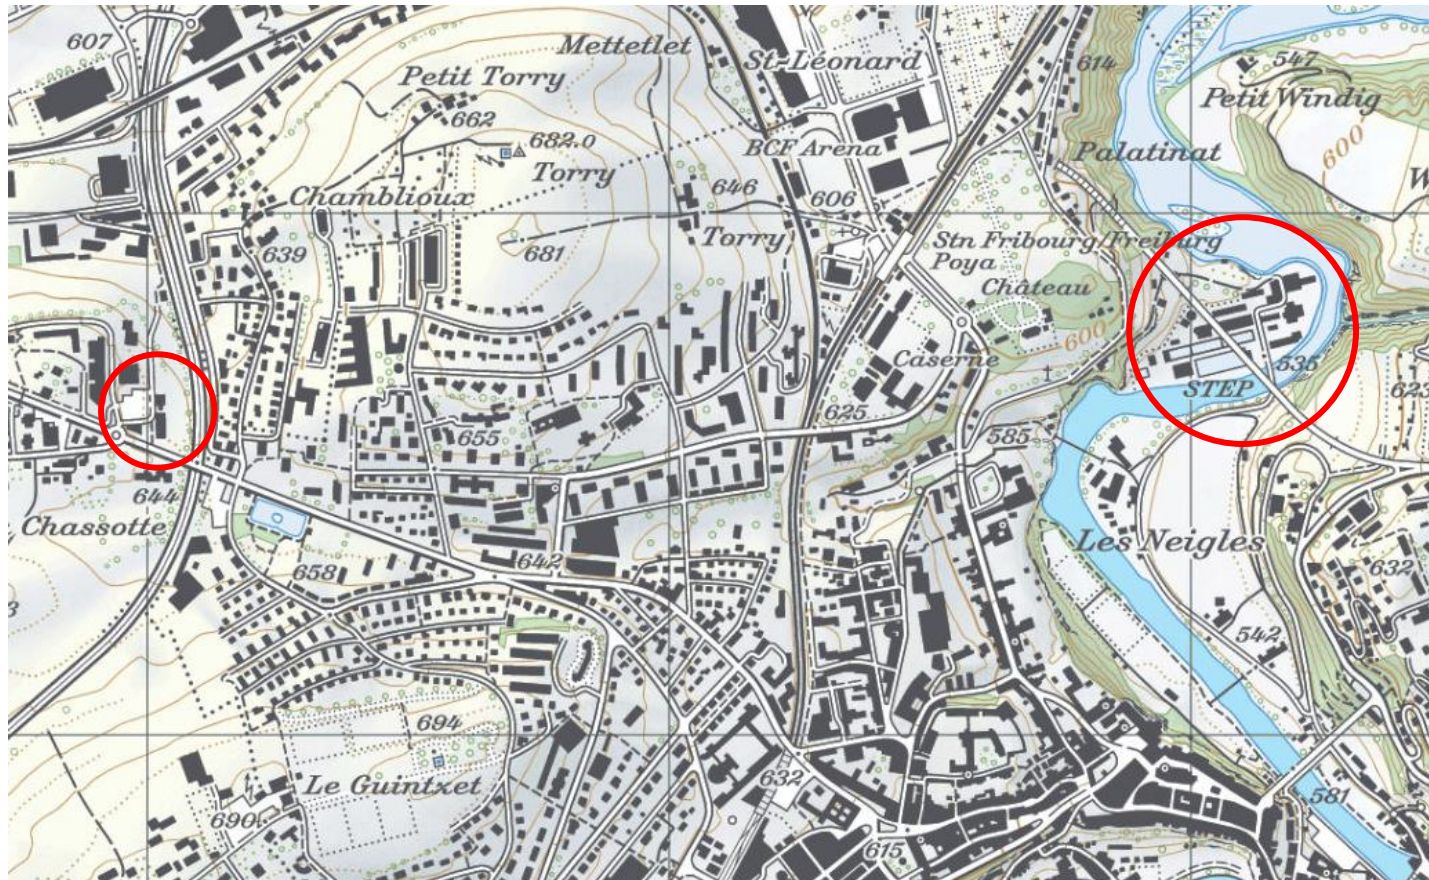 607
Mettetlet
St-Léonard
614
547
Petit Torry
Petit Windig
662
682.0
BCF Arena
Palatinat
600
Torry
Chamblioux
646
606
639
681
Torry
Stn Fribourg/Freiburg
Poya
Château
600
Caserne
535
STEP
623
625
655
585
644
Chassotte
642
Les Neigles
658
632
542
694
Le Guintzet
632
581
690
615